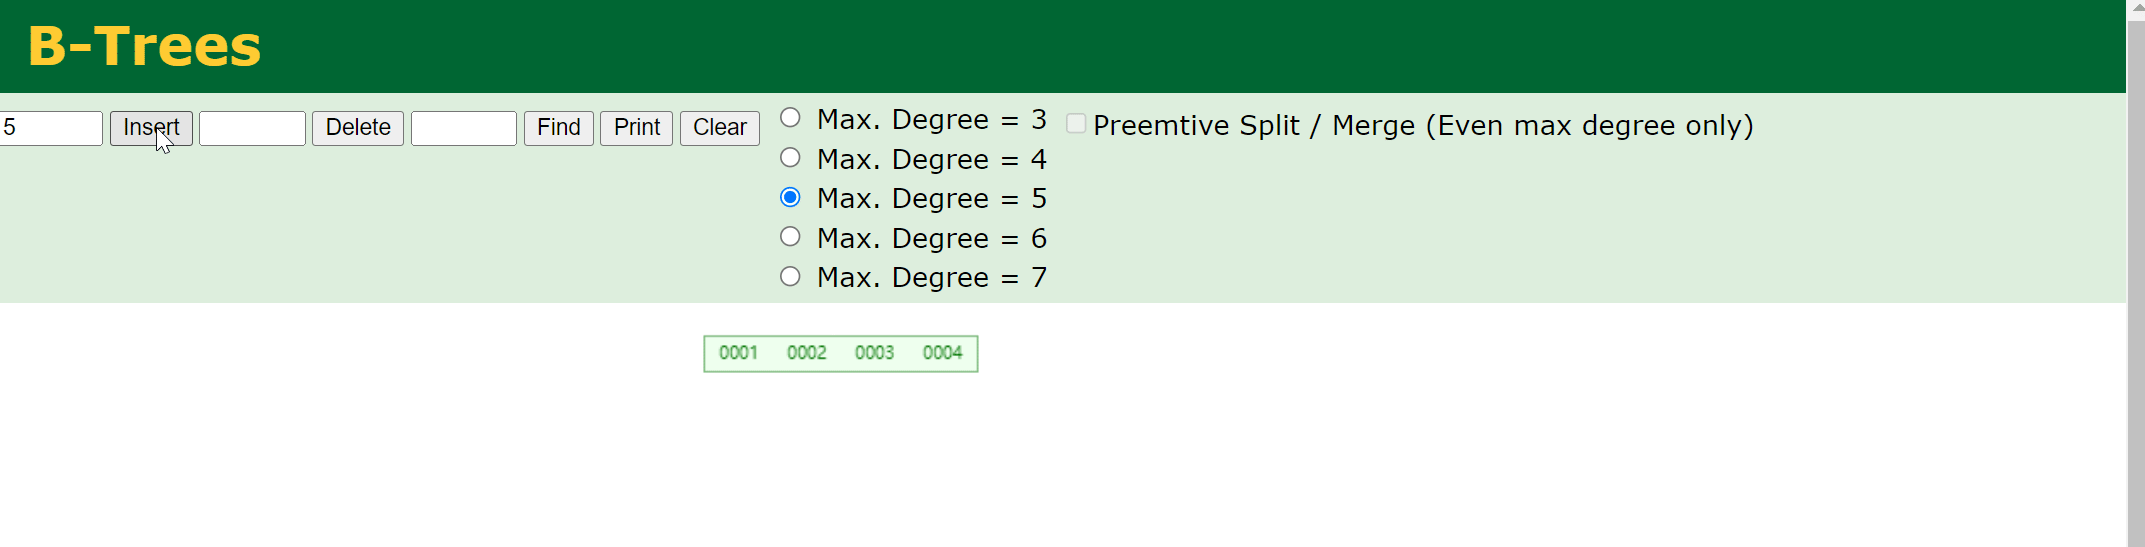 B-Trees
5 Insert Delete Find Print Clear
Max. Degree = 3
Max. Degree = 4
Max. Degree = 5
Max. Degree = 6
Max. Degree = 7
Preemtive Split / Merge (Even max degree only)
0001 0002 0003 0004